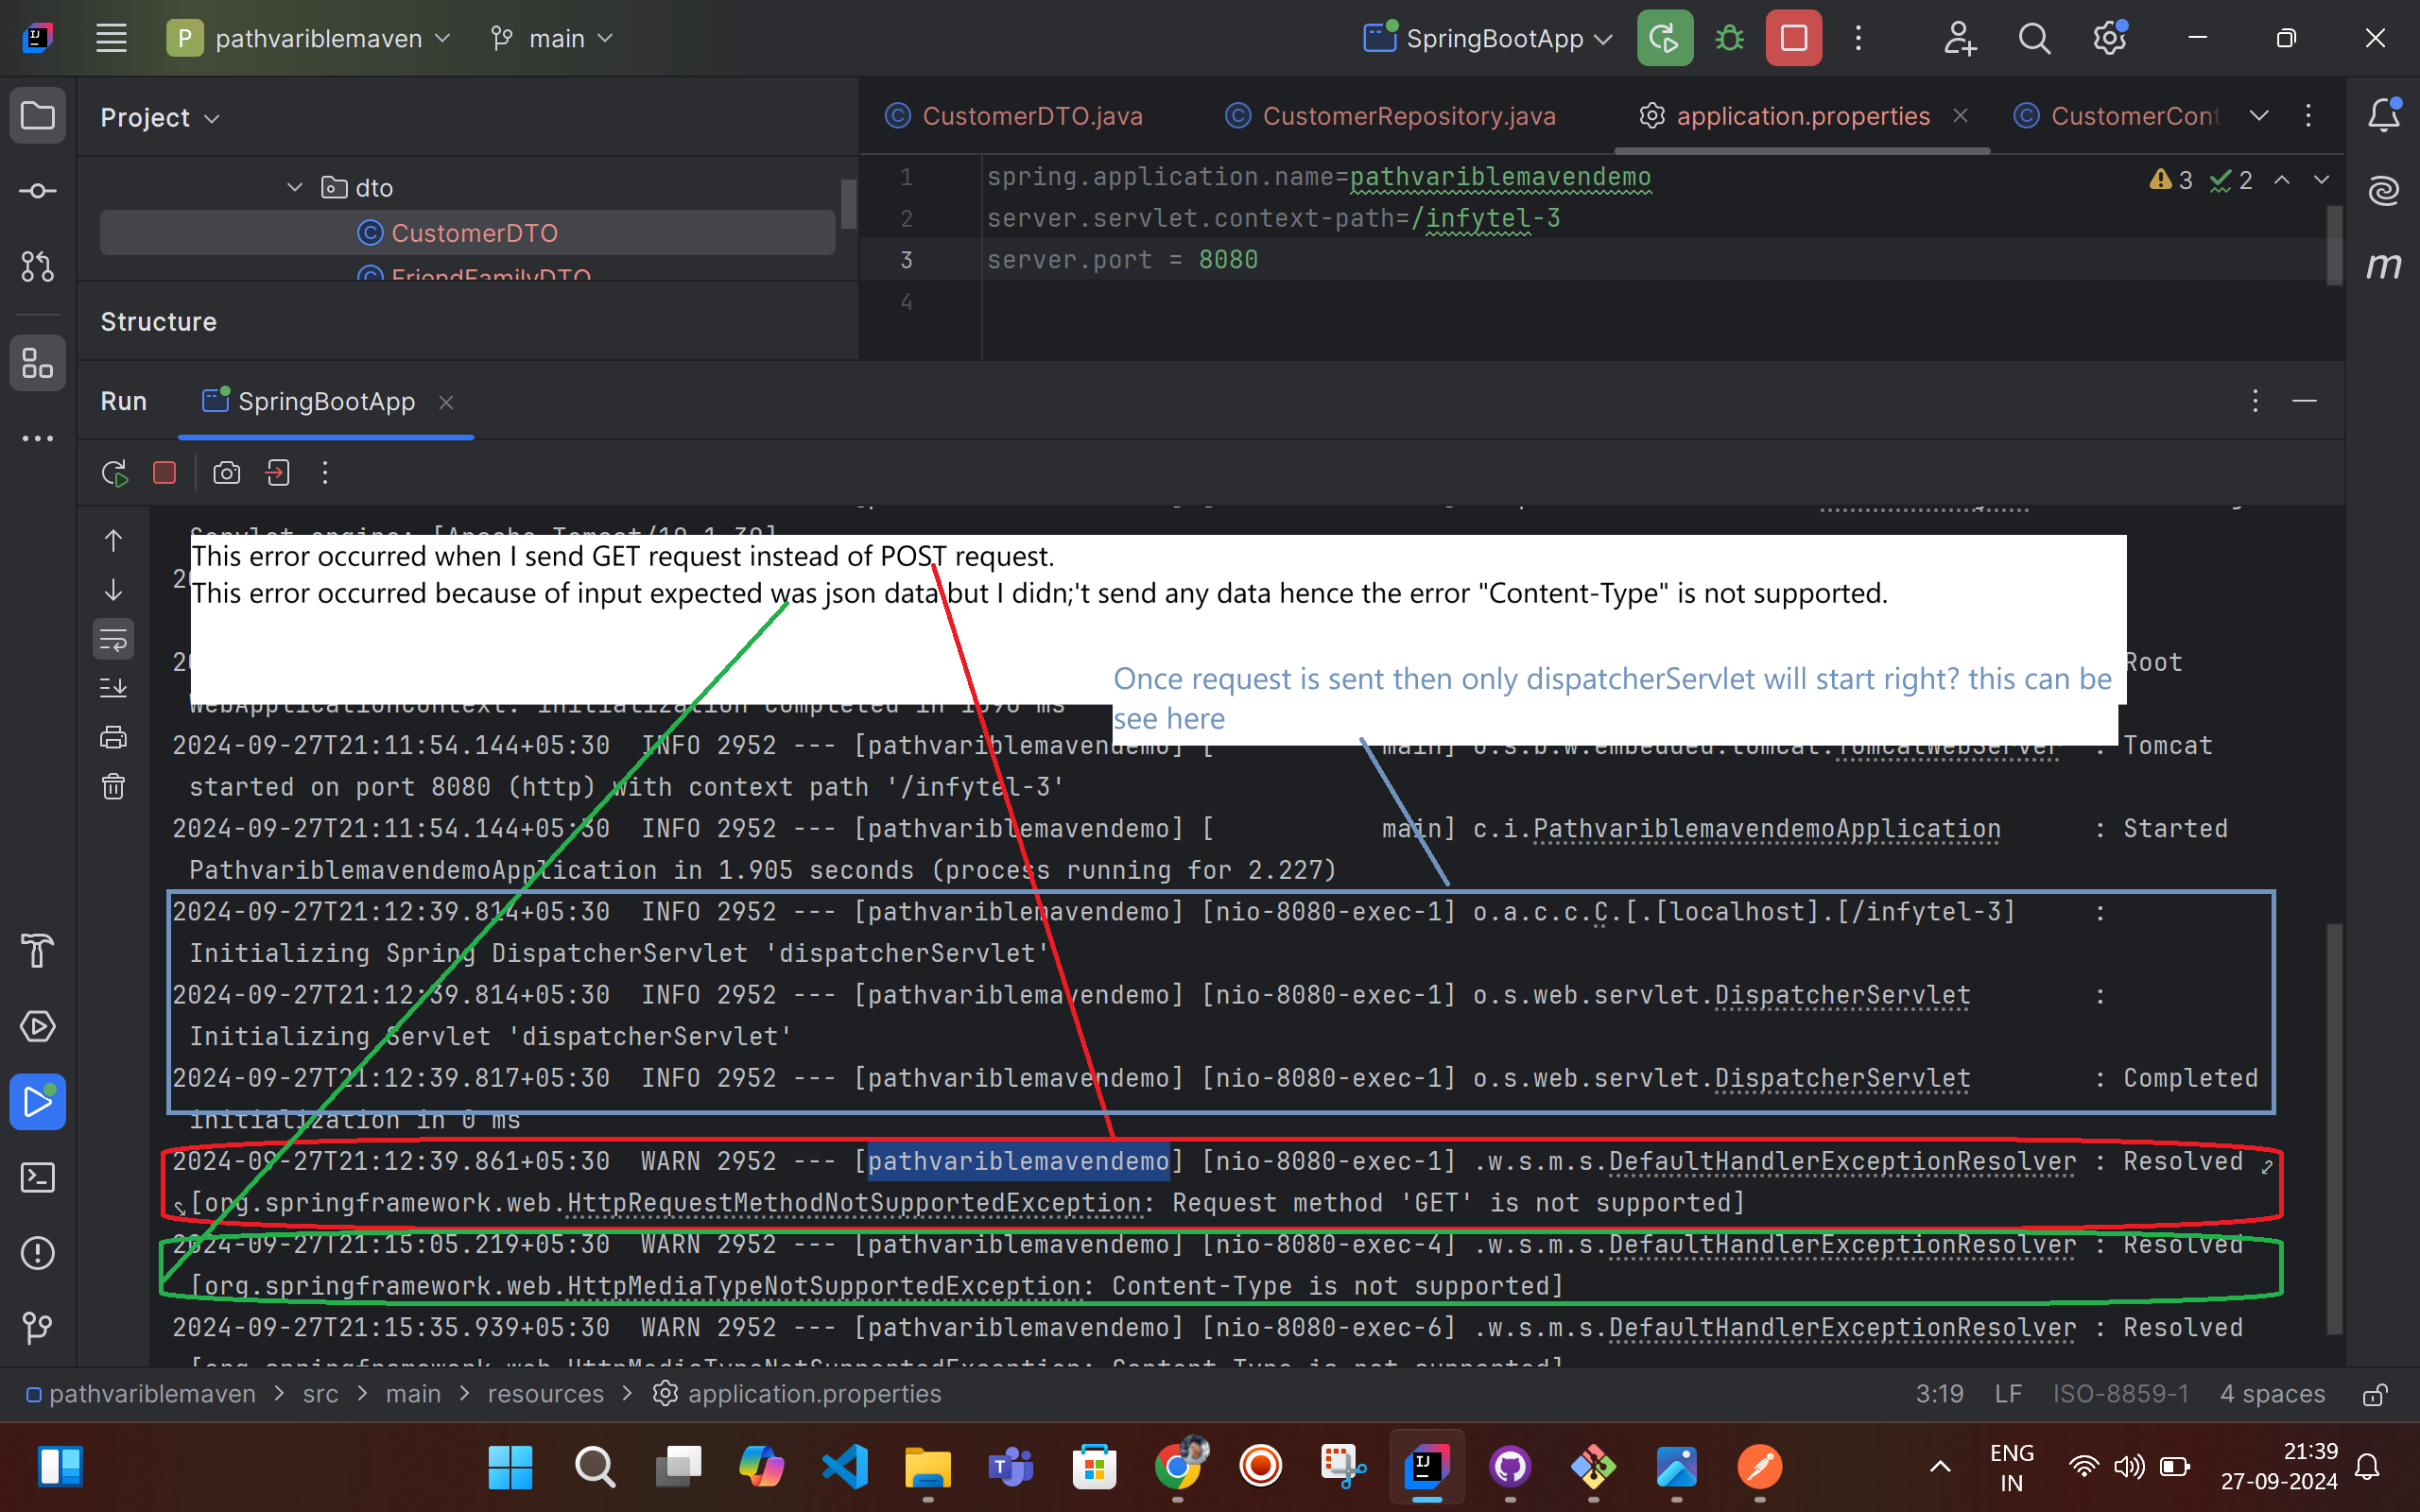 P pathvariblemaven main SpringBootApp
Project
CustomerDTO.java CustomerRepository.java application.properties CustomerCont
dto
CustomerDTO
FriendFamilyDTO
1 spring.application.name=pathvariblemavendemo
3 2
2 server.servlet.context-path=/infytel-3
3 server.port = 8080
4
Structure
Run SpringBootApp
This error occurred when I send GET request instead of POST request.
This error occurred because of input expected was json data but I didn;'t send any data hence the error "Content-Type" is not supported.
Root
Once request is sent then only dispatcherServlet will start right? this can be
see here
2024-09-27T21:11:54.144+05:30 INFO 2952 --- [pathvariblemavendemo] [ main] o.s.b.w.embedded.tomcat.TomcatWebServer : Tomcat
started on port 8080 (http) with context path '/infytel-3'
2024-09-27T21:11:54.144+05:30 INFO 2952 --- [pathvariblemavendemo] [ main] c.i.PathvariblemavendemoApplication : Started
PathvariblemavendemoApplication in 1.905 seconds (process running for 2.227)
2024-09-27T21:12:39.814+05:30 INFO 2952 --- [pathvariblemavendemo] [nio-8080-exec-1] o.a.c.c.C.[.[localhost].[/infytel-3] :
Initializing Spring DispatcherServlet 'dispatcherServlet'
2024-09-27T21:12:39.814+05:30 INFO 2952 --- [pathvariblemavendemo] [nio-8080-exec-1] o.s.web.servlet.DispatcherServlet :
Initializing Servlet 'dispatcherServlet'
2024-09-27T21:12:39.817+05:30 INFO 2952 --- [pathvariblemavendemo] [nio-8080-exec-1] o.s.web.servlet.DispatcherServlet : Completed
initialization in 0 ms
2024-09-27T21:12:39.861+05:30 WARN 2952 --- [pathvariblemavendemo] [nio-8080-exec-1] .w.s.m.s.DefaultHandlerExceptionResolver : Resolved
[org.springframework.web.HttpRequestMethodNotSupportedException: Request method 'GET' is not supported]
2024-09-27T21:15:05.219+05:30 WARN 2952 --- [pathvariblemavendemo] [nio-8080-exec-4] .w.s.m.s.DefaultHandlerExceptionResolver : Resolved
[org.springframework.web.HttpMediaTypeNotSupportedException: Content-Type is not supported]
2024-09-27T21:15:35.939+05:30 WARN 2952 --- [pathvariblemavendemo] [nio-8080-exec-6] .w.s.m.s.DefaultHandlerExceptionResolver : Resolved
[org.springframework.web.HttpMediaTypeNotSupportedException: Content-Type is not supported]
pathvariblemaven > src > main > resources > application.properties 3:19 LF ISO-8859-1 4 spaces
ENG
IN
21:39
27-09-2024